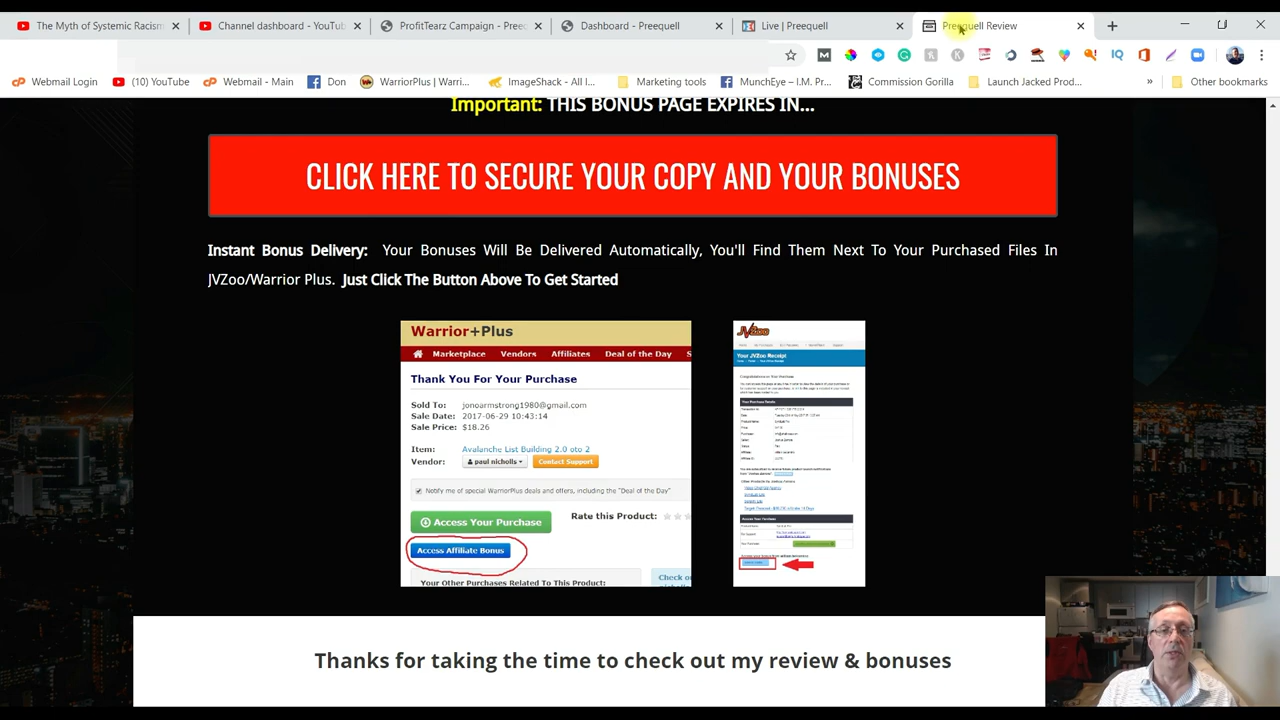 The Myth of Systemic Racism
Channel dashboard - YouTu
ProfitTearz Campaign - Preec
Dashboard - Preequell
Live | Preequell
Preequell Review
Webmail Login
(10) YouTube
Webmail - Main
Don
WarriorPlus | Warri...
ImageShack - All I...
Marketing tools
MunchEye – I.M. Pr...
Commission Gorilla
Launch Jacked Prod...
»
Other bookmarks
Important: THIS BONUS PAGE EXPIRES IN...
CLICK HERE TO SECURE YOUR COPY AND YOUR BONUSES
Instant Bonus Delivery: Your Bonuses Will Be Delivered Automatically, You'll Find Them Next To Your Purchased Files In
JVZoo/Warrior Plus. Just Click The Button Above To Get Started
Warrior+Plus
Marketplace Vendors Affiliates Deal of the Day S
Thank You For Your Purchase
Sold To: jonoarmstrong1980@gmail.com
Sale Date: 2017-06-29 10:43:14
Sale Price: $18.26
Item: Avalanche List Building 2.0 oto 2
Vendor: paul nicholls Contact Support
Notify me of special WarriorPlus deals and offers, including the "Deal of the Day"
Access Your Purchase
Rate this Product:
Access Affiliate Bonus
Your Other Purchases Related To This Product:
Check o
JVZoo
Your JVZoo Receipt
Thanks for taking the time to check out my review & bonuses